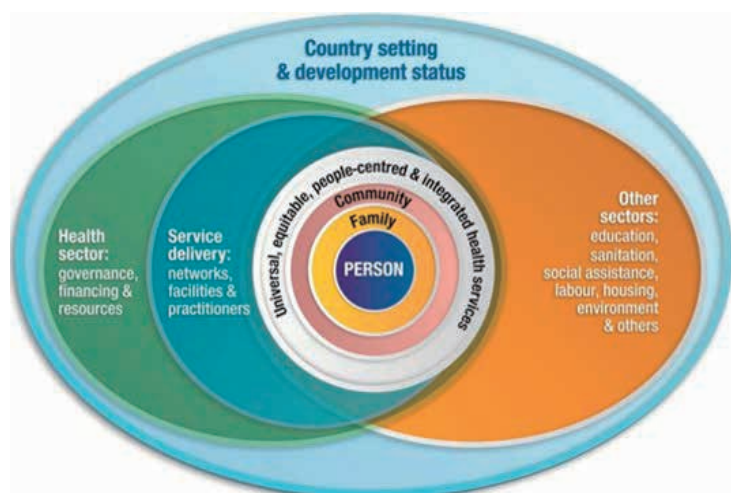 Country setting
& development status
Health
sector:
governance,
financing &
resources
Service
delivery:
networks,
facilities &
practitioners
Universal, equitable, people-centred & integrated health services
Community
Family
PERSON
Other
sectors:
education,
sanitation,
social assistance,
labour, housing,
environment
& others